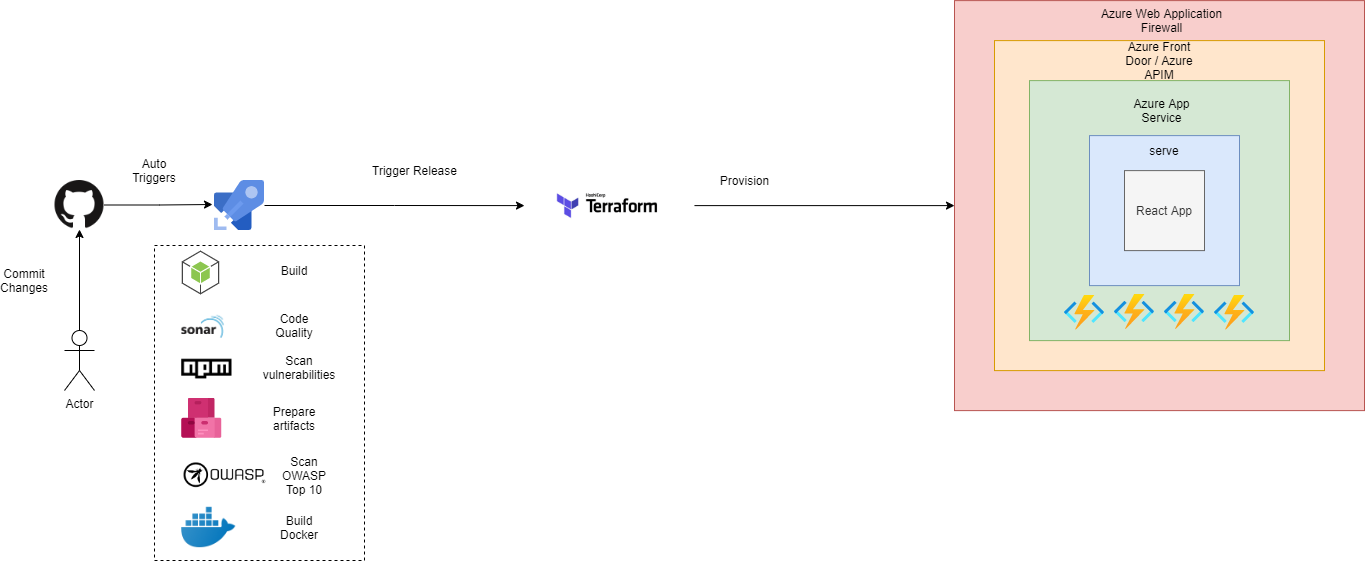 Azure Web Application
Firewall
Azure Front
Door / Azure
APIM
Azure App
Service
serve
React App
Auto
Triggers
Trigger Release
Provision
HashiCorp
Terraform
Commit
Changes
Actor
Build
sonar
Code
Quality
npm
Scan
vulnerabilities
Prepare
artifacts
OWASP
Scan
OWASP
Top 10
Build
Docker